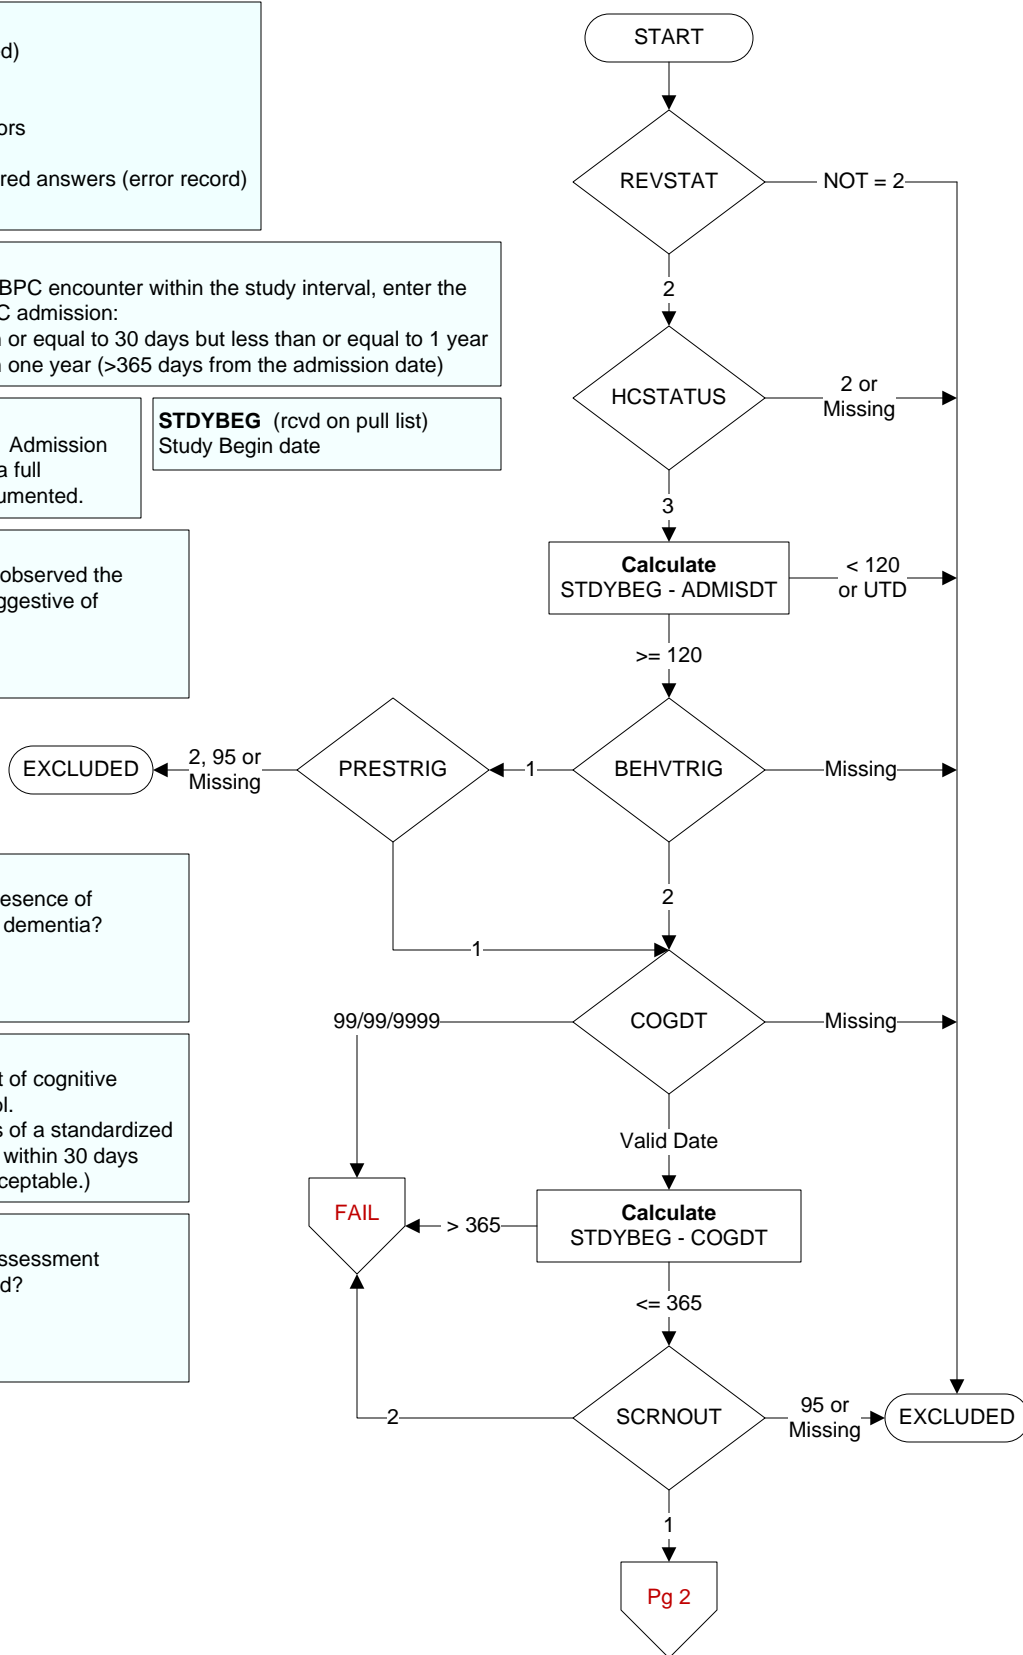 START
ed)
ors
red answers (error record)
REVSTAT
NOT = 2
2
BPC encounter within the study interval, enter the
C admission:
n or equal to 30 days but less than or equal to 1 year
n one year (>365 days from the admission date)
HCSTATUS
2 or
Missing
3
Admission
a full
umented.
STDYBEG (rcvd on pull list)
Study Begin date
Calculate
STDYBEG - ADMISDT
< 120
or UTD
>= 120
observed the
ggestive of
EXCLUDED
2, 95 or
Missing
PRESTRIG
1
BEHVTRIG
Missing
2
1
esence of
dementia?
99/99/9999
COGDT
Missing
Valid Date
t of cognitive
ol.
s of a standardized
within 30 days
ceptable.)
FAIL
> 365
Calculate
STDYBEG - COGDT
<= 365
ssessment
d?
2
SCRNOUT
95 or
Missing
EXCLUDED
1
Pg 2